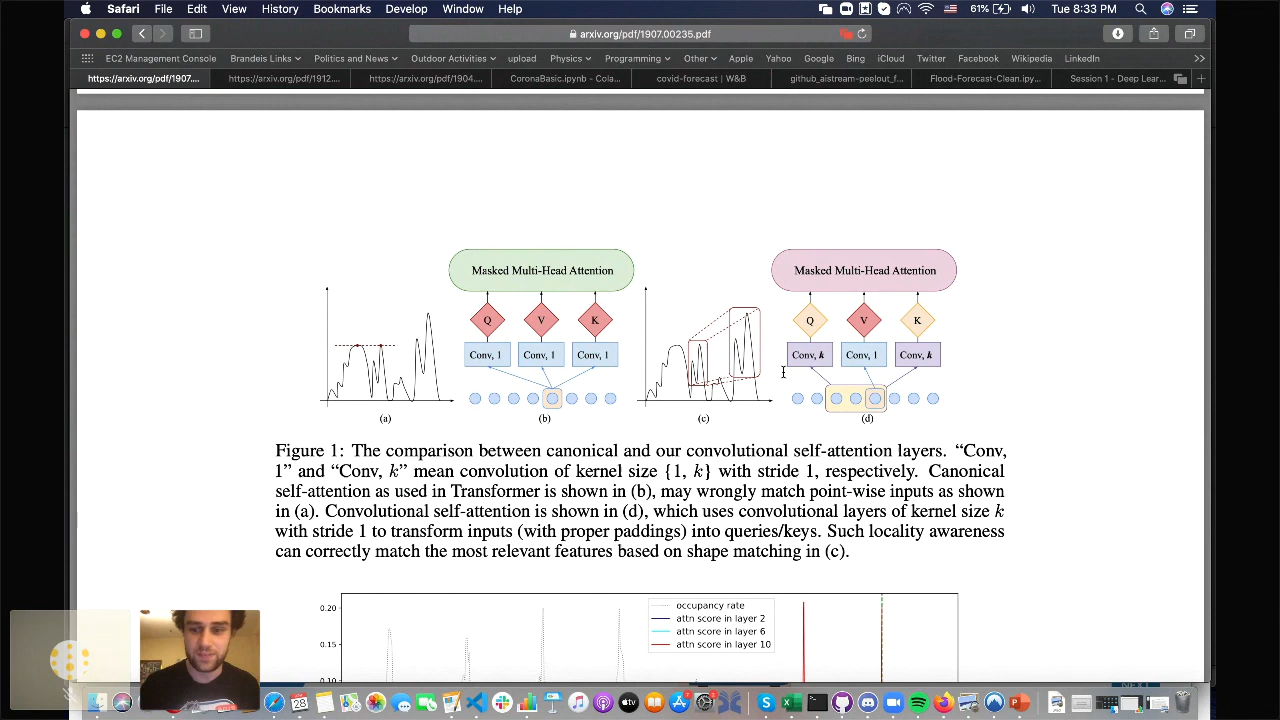 Safari File Edit View History Bookmarks Develop Window Help 61% Tue 8:33 PM
arxiv.org/pdf/1907.00235.pdf
EC2 Management Console Brandeis Links Politics and News Outdoor Activities upload Physics Programming Other Apple Yahoo Google Bing iCloud Twitter Facebook Wikipedia LinkedIn
https://arxiv.org/pdf/1907.... https://arxiv.org/pdf/1912.... https://arxiv.org/pdf/1904.... CoronaBasic.ipynb - Cola... covid-forecast | W&B github_aistream-peelout_f... Flood-Forecast-Clean.ipy... Session 1 - Deep Lear...
Masked Multi-Head Attention Masked Multi-Head Attention
Q V K Q V K
Conv, 1 Conv, 1 Conv, 1 Conv, k Conv, 1 Conv, k
(a) (b) (c) (d)
Figure 1: The comparison between canonical and our convolutional self-attention layers. “Conv,
1” and “Conv, k” mean convolution of kernel size {1, k} with stride 1, respectively. Canonical
self-attention as used in Transformer is shown in (b), may wrongly match point-wise inputs as shown
in (a). Convolutional self-attention is shown in (d), which uses convolutional layers of kernel size k
with stride 1 to transform inputs (with proper paddings) into queries/keys. Such locality awareness
can correctly match the most relevant features based on shape matching in (c).
0.20
0.15
0.10
occupancy rate
attn score in layer 2
attn score in layer 6
attn score in layer 10